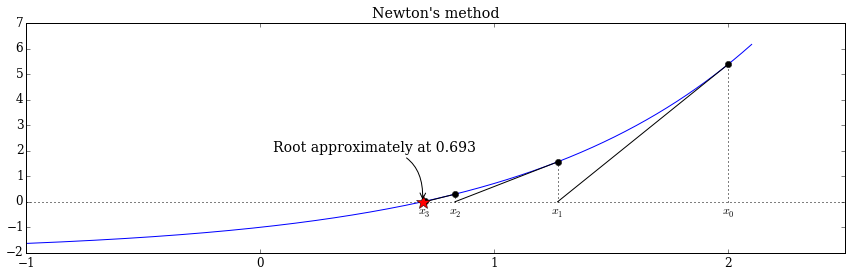 Newton's method
7
6
5
4
3
2
1
0
−1
−2
Root approximately at 0.693
x₃ x₂ x₁ x₀
−1 0 1 2